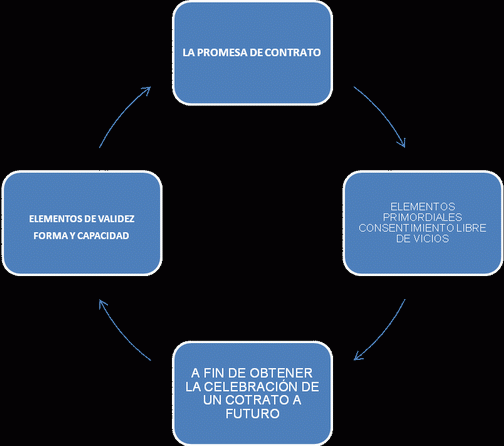 LA PROMESA DE CONTRATO
ELEMENTOS
PRIMORDIALES
CONSENTIMIENTO LIBRE
DE VICIOS
A FIN DE OBTENER
LA CELEBRACIÓN DE
UN COTRATO A
FUTURO
ELEMENTOS DE VALIDEZ
FORMA Y CAPACIDAD